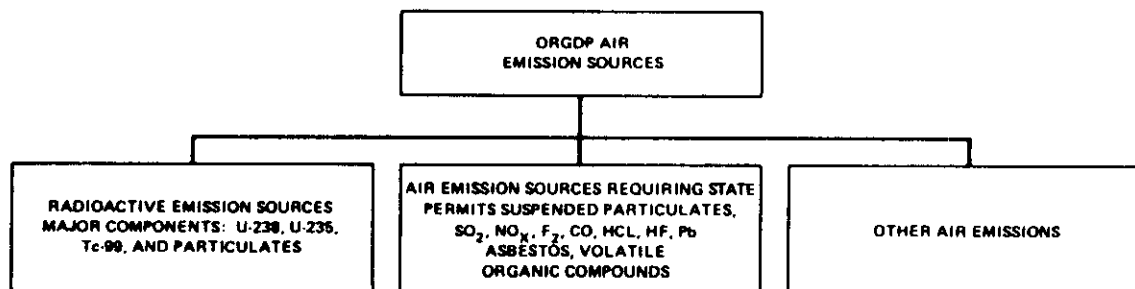 ORGDP AIR
EMISSION SOURCES
RADIOACTIVE EMISSION SOURCES
MAJOR COMPONENTS: U-238, U-235,
Tc-99, AND PARTICULATES
AIR EMISSION SOURCES REQUIRING STATE
PERMITS SUSPENDED PARTICULATES,
SO₂, NOₓ, F₂, CO, HCL, HF, Pb
ASBESTOS, VOLATILE
ORGANIC COMPOUNDS
OTHER AIR EMISSIONS